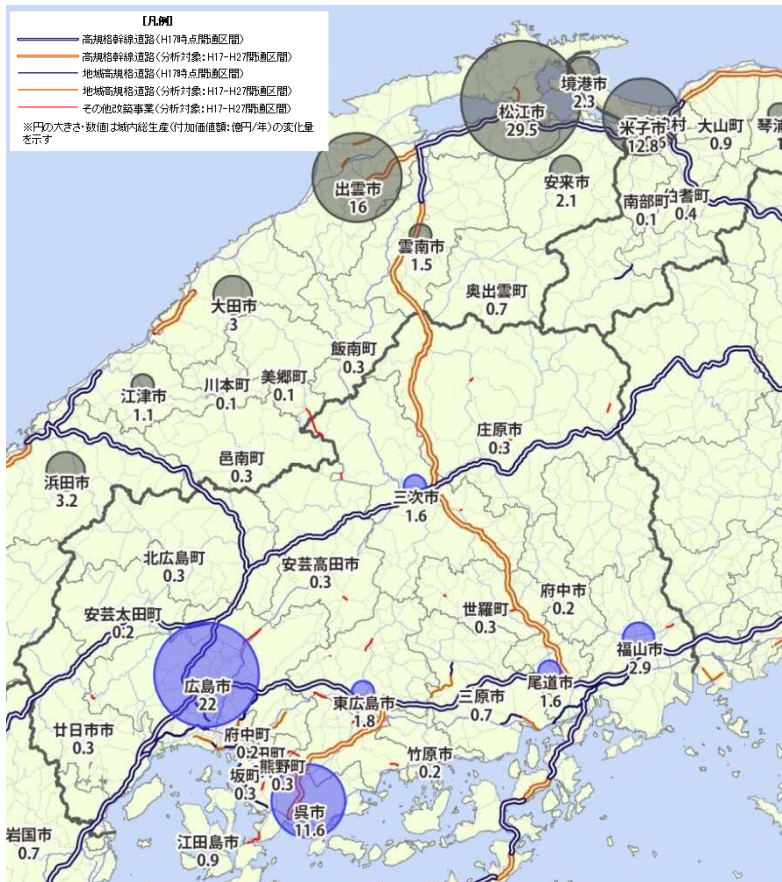 【凡例】
高規格幹線道路(H17時点開通区間)
高規格幹線道路(分析対象:H17-H27開通区間)
地域高規格道路(H17時点開通区間)
地域高規格道路(分析対象:H17-H27開通区間)
その他改築事業(分析対象:H17-H27開通区間)
※円の大きさ・数値は域内総生産(付加価値額:億円/年)の変化量
を示す
境港市
2.3
松江市
29.5
米子市
村
12.8
大山町
0.9
琴浦
1
出雲市
16
安来市
2.1
南部町
0.1
伯耆町
0.4
雲南市
1.5
奥出雲町
0.7
大田市
3
飯南町
0.3
美郷町
0.1
川本町
0.1
江津市
1.1
庄原市
0.3
邑南町
0.3
浜田市
3.2
三次市
1.6
北広島町
0.3
安芸高田市
0.3
府中市
0.2
世羅町
0.3
安芸太田町
0.2
福山市
2.9
広島市
22
尾道市
1.6
東広島市
1.8
三原市
0.7
廿日市市
0.3
府中町
0.2
田町
熊野町
0.3
坂町
0.3
竹原市
0.2
呉市
11.6
岩国市
0.7
江田島市
0.9